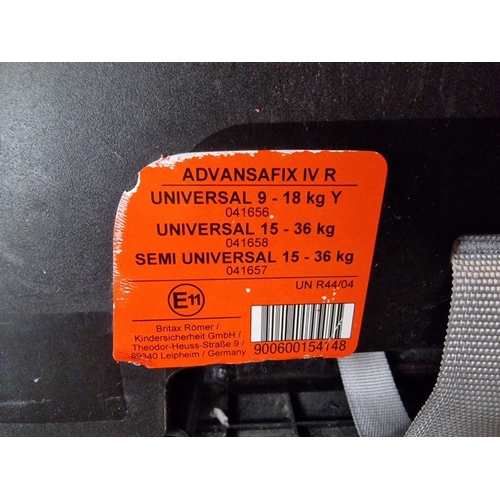 ADVANSAFIX IV R
UNIVERSAL 9 - 18 kg Y
041656
UNIVERSAL 15 - 36 kg
041658
SEMI UNIVERSAL 15 - 36 kg
041657
UN R44/04
E11
Britax Römer /
Kindersicherheit GmbH /
Theodor-Heuss-Straße 9 /
89340 Leipheim / Germany
900600154148